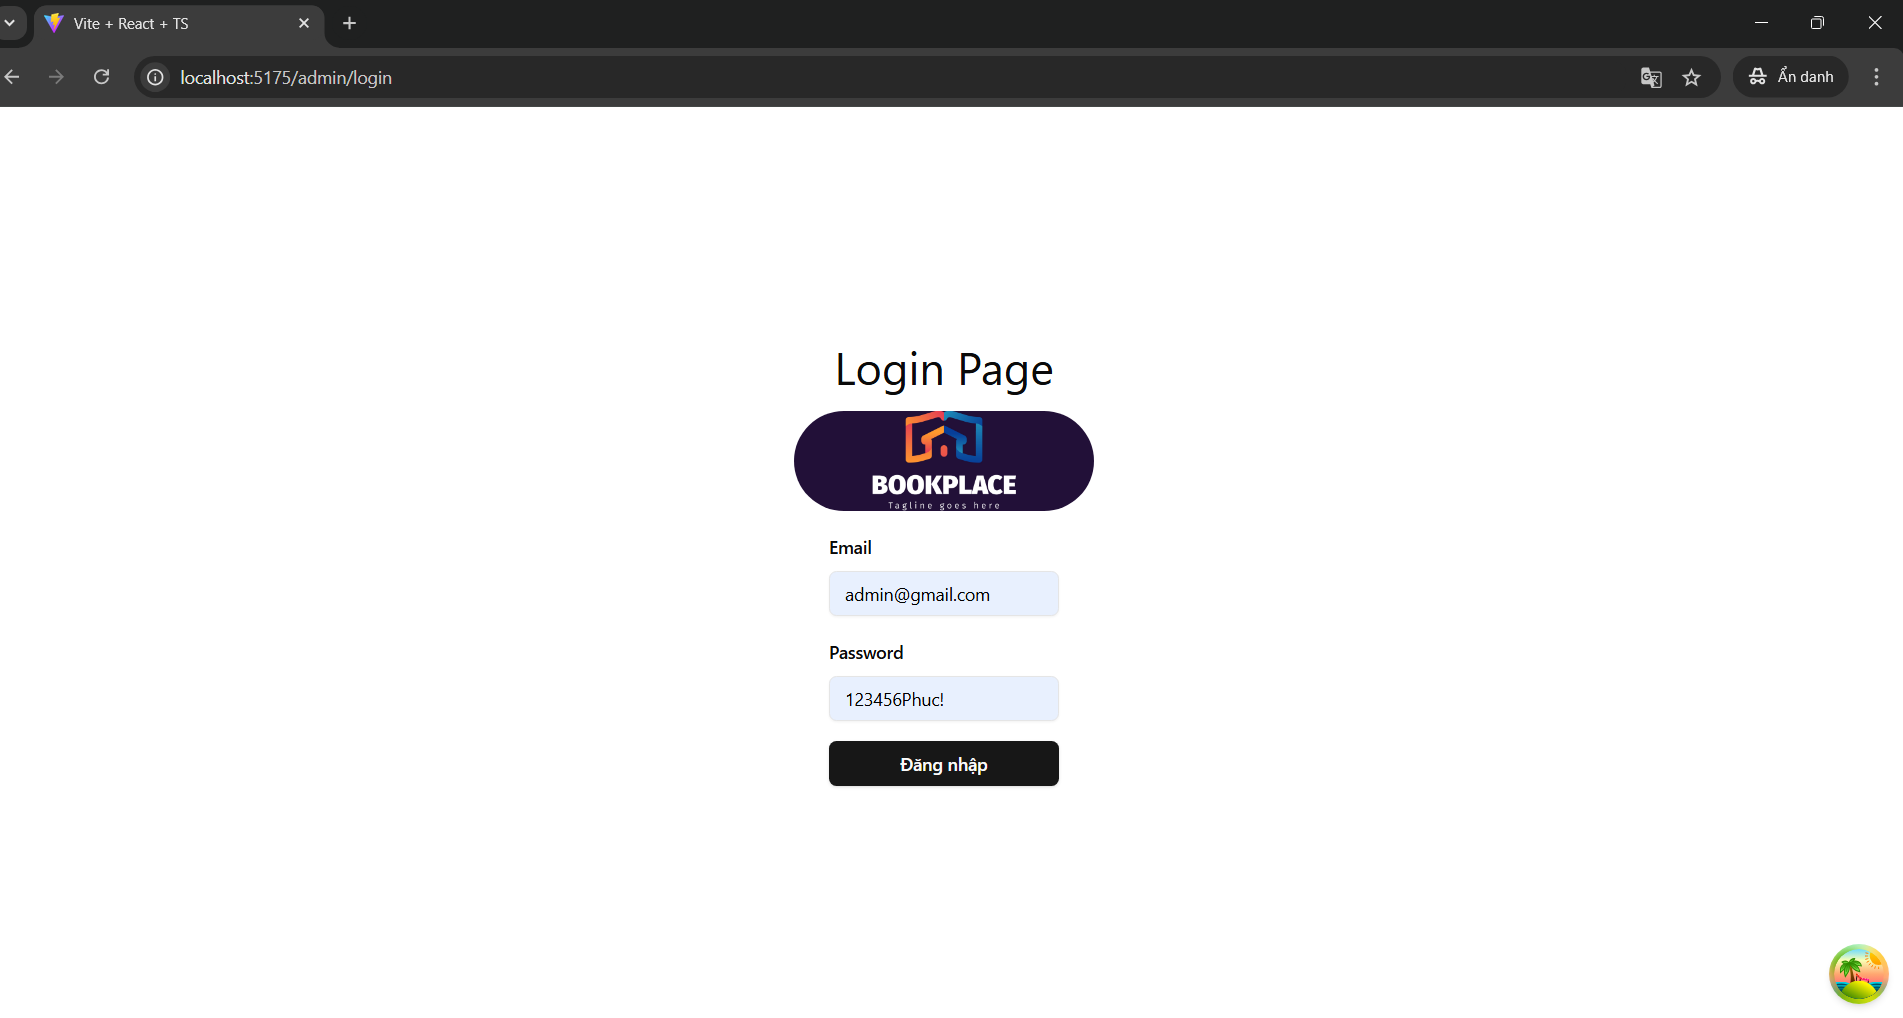 Vite + React + TS
localhost:5175/admin/login
Ẩn danh
Login Page
BOOKPLACE
Tagline goes here
Email
admin@gmail.com
Password
123456Phuc!
Đăng nhập